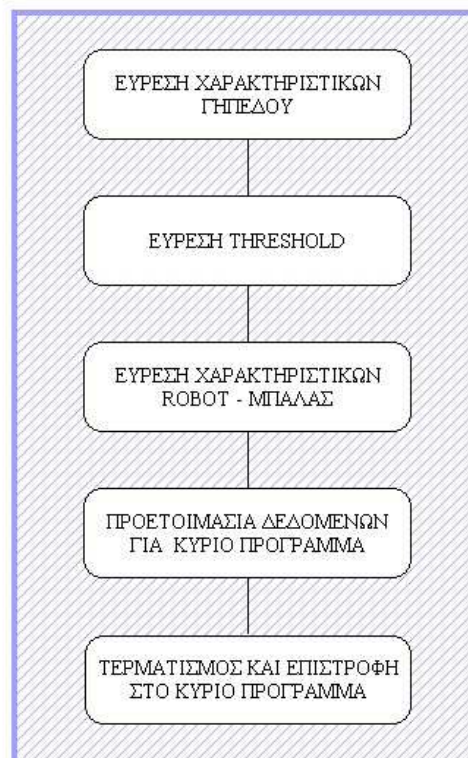 ΕΥΡΕΣΗ ΧΑΡΑΚΤΗΡΙΣΤΙΚΩΝ
ΓΗΠΕΔΟΥ
ΕΥΡΕΣΗ THRESHOLD
ΕΥΡΕΣΗ ΧΑΡΑΚΤΗΡΙΣΤΙΚΩΝ
ROBOT - ΜΠΑΛΑΣ
ΠΡΟΕΤΟΙΜΑΣΙΑ ΔΕΔΟΜΕΝΩΝ
ΓΙΑ ΚΥΡΙΟ ΠΡΟΓΡΑΜΜΑ
ΤΕΡΜΑΤΙΣΜΟΣ ΚΑΙ ΕΠΙΣΤΡΟΦΗ
ΣΤΟ ΚΥΡΙΟ ΠΡΟΓΡΑΜΜΑ